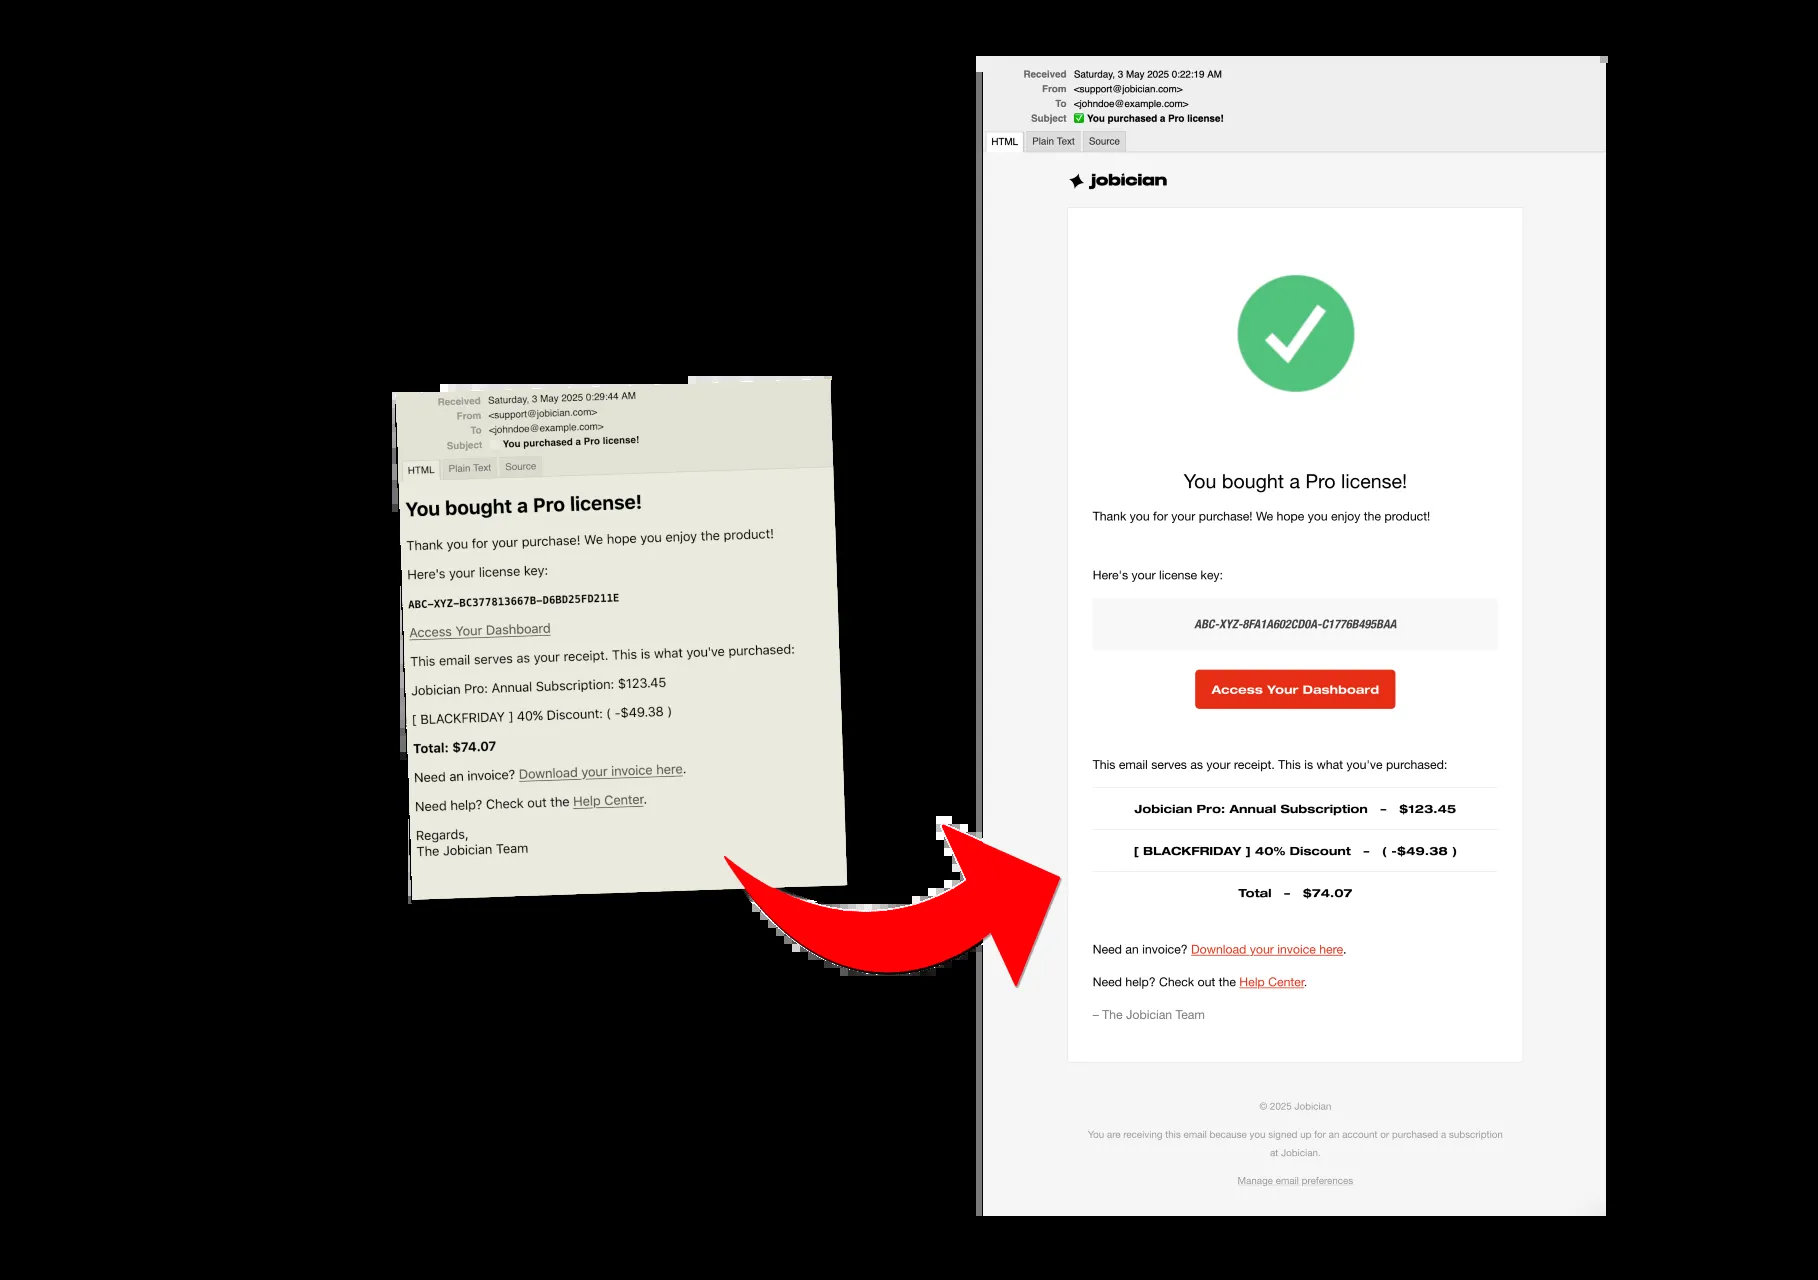 Received Saturday, 3 May 2025 0:29:44 AM
From <support@jobician.com>
To <johndoe@example.com>
Subject You purchased a Pro license!
HTML Plain Text Source
You bought a Pro license!
Thank you for your purchase! We hope you enjoy the product!
Here's your license key:
ABC-XYZ-BC377813667B-D6BD25FD211E
Access Your Dashboard
This email serves as your receipt. This is what you've purchased:
Jobician Pro: Annual Subscription: $123.45
[ BLACKFRIDAY ] 40% Discount: ( -$49.38 )
Total: $74.07
Need an invoice? Download your invoice here.
Need help? Check out the Help Center.
Regards,
The Jobician Team
Received Saturday, 3 May 2025 0:22:19 AM
From <support@jobician.com>
To <johndoe@example.com>
Subject ✅ You purchased a Pro license!
HTML Plain Text Source
jobician
You bought a Pro license!
Thank you for your purchase! We hope you enjoy the product!
Here's your license key:
ABC-XYZ-8FA1A602CD0A-C1776B495BAA
Access Your Dashboard
This email serves as your receipt. This is what you've purchased:
Jobician Pro: Annual Subscription – $123.45
[ BLACKFRIDAY ] 40% Discount – ( -$49.38 )
Total – $74.07
Need an invoice? Download your invoice here.
Need help? Check out the Help Center.
– The Jobician Team
© 2025 Jobician
You are receiving this email because you signed up for an account or purchased a subscription
at Jobician.
Manage email preferences